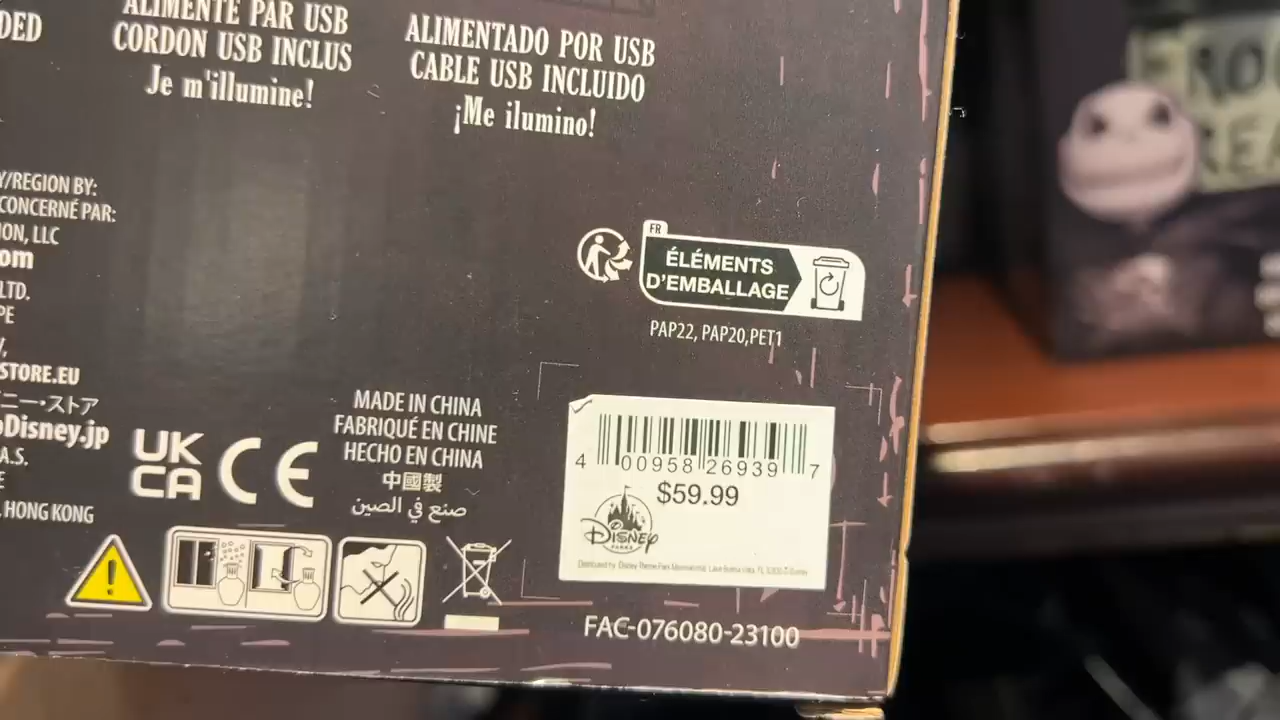 DED
ALIMENTÉ PAR USB
CORDON USB INCLUS
Je m'illumine!
ALIMENTADO POR USB
CABLE USB INCLUIDO
¡Me ilumino!
Y/REGION BY:
CONCERNÉ PAR:
ION, LLC
om
LTD.
PE
Y,
STORE.EU
ニー・ストア
Disney.jp
A.S.
E
, HONG KONG
FR
ÉLÉMENTS
D'EMBALLAGE
PAP22, PAP20,PET1
UK
CA
CE
MADE IN CHINA
FABRIQUÉ EN CHINE
HECHO EN CHINA
中國製
صنع في الصين
4 00958 26939 7
$59.99
Disney
PARKS
FAC-076080-23100